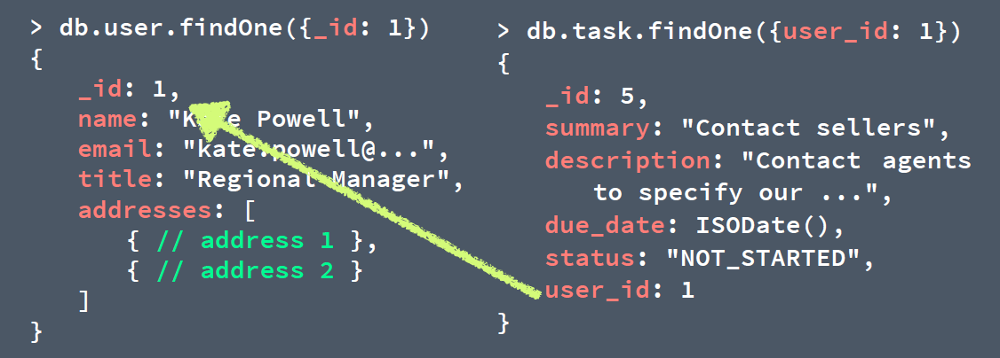 > db.user.findOne({_id: 1})
{
_id: 1,
name: "Kate Powell",
email: "kate.powell@...",
title: "Regional Manager",
addresses: [
{ // address 1 },
{ // address 2 }
]
}
> db.task.findOne({user_id: 1})
{
_id: 5,
summary: "Contact sellers",
description: "Contact agents
to specify our ...",
due_date: ISODate(),
status: "NOT_STARTED",
user_id: 1
}